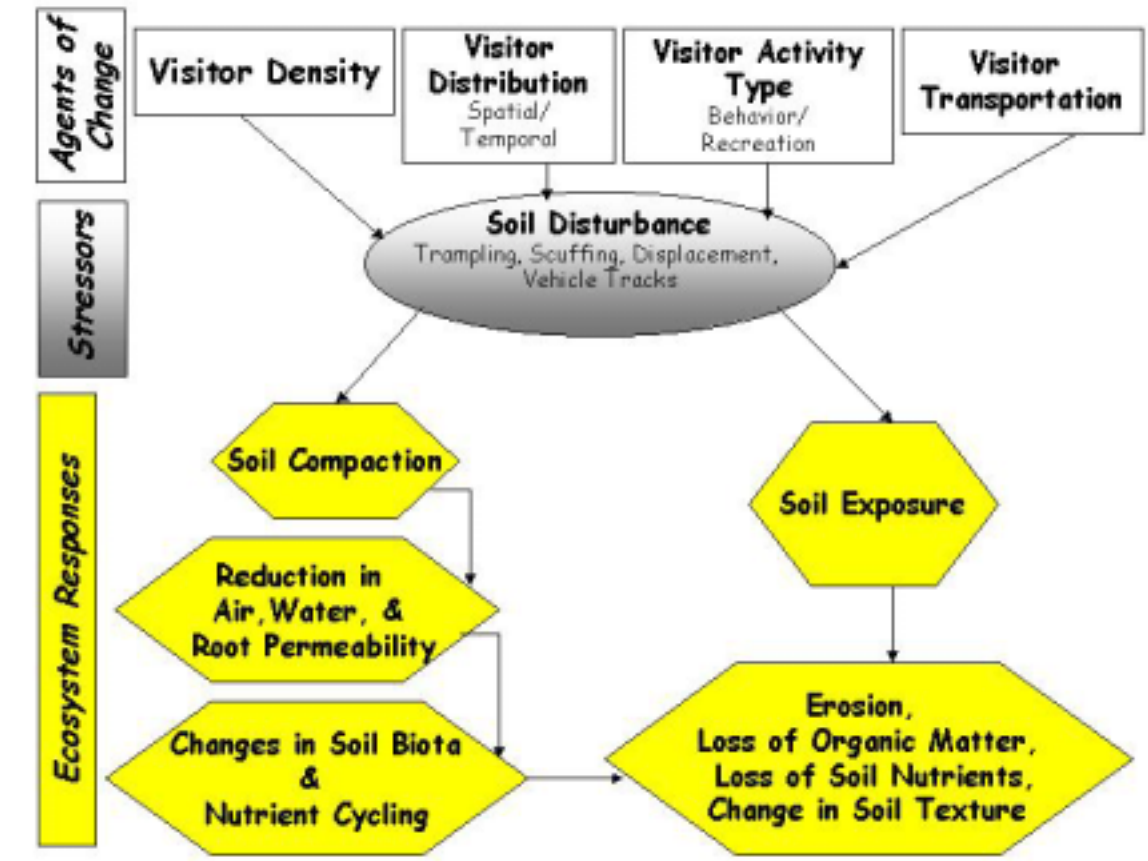 Agents of
Change
Visitor Density
Visitor
Distribution
Spatial/
Temporal
Visitor Activity
Type
Behavior/
Recreation
Visitor
Transportation
Stressors
Soil Disturbance
Trampling, Scuffing, Displacement,
Vehicle Tracks
Ecosystem Responses
Soil Compaction
Soil Exposure
Reduction in
Air, Water, &
Root Permeability
Changes in Soil Biota
&
Nutrient Cycling
Erosion,
Loss of Organic Matter,
Loss of Soil Nutrients,
Change in Soil Texture